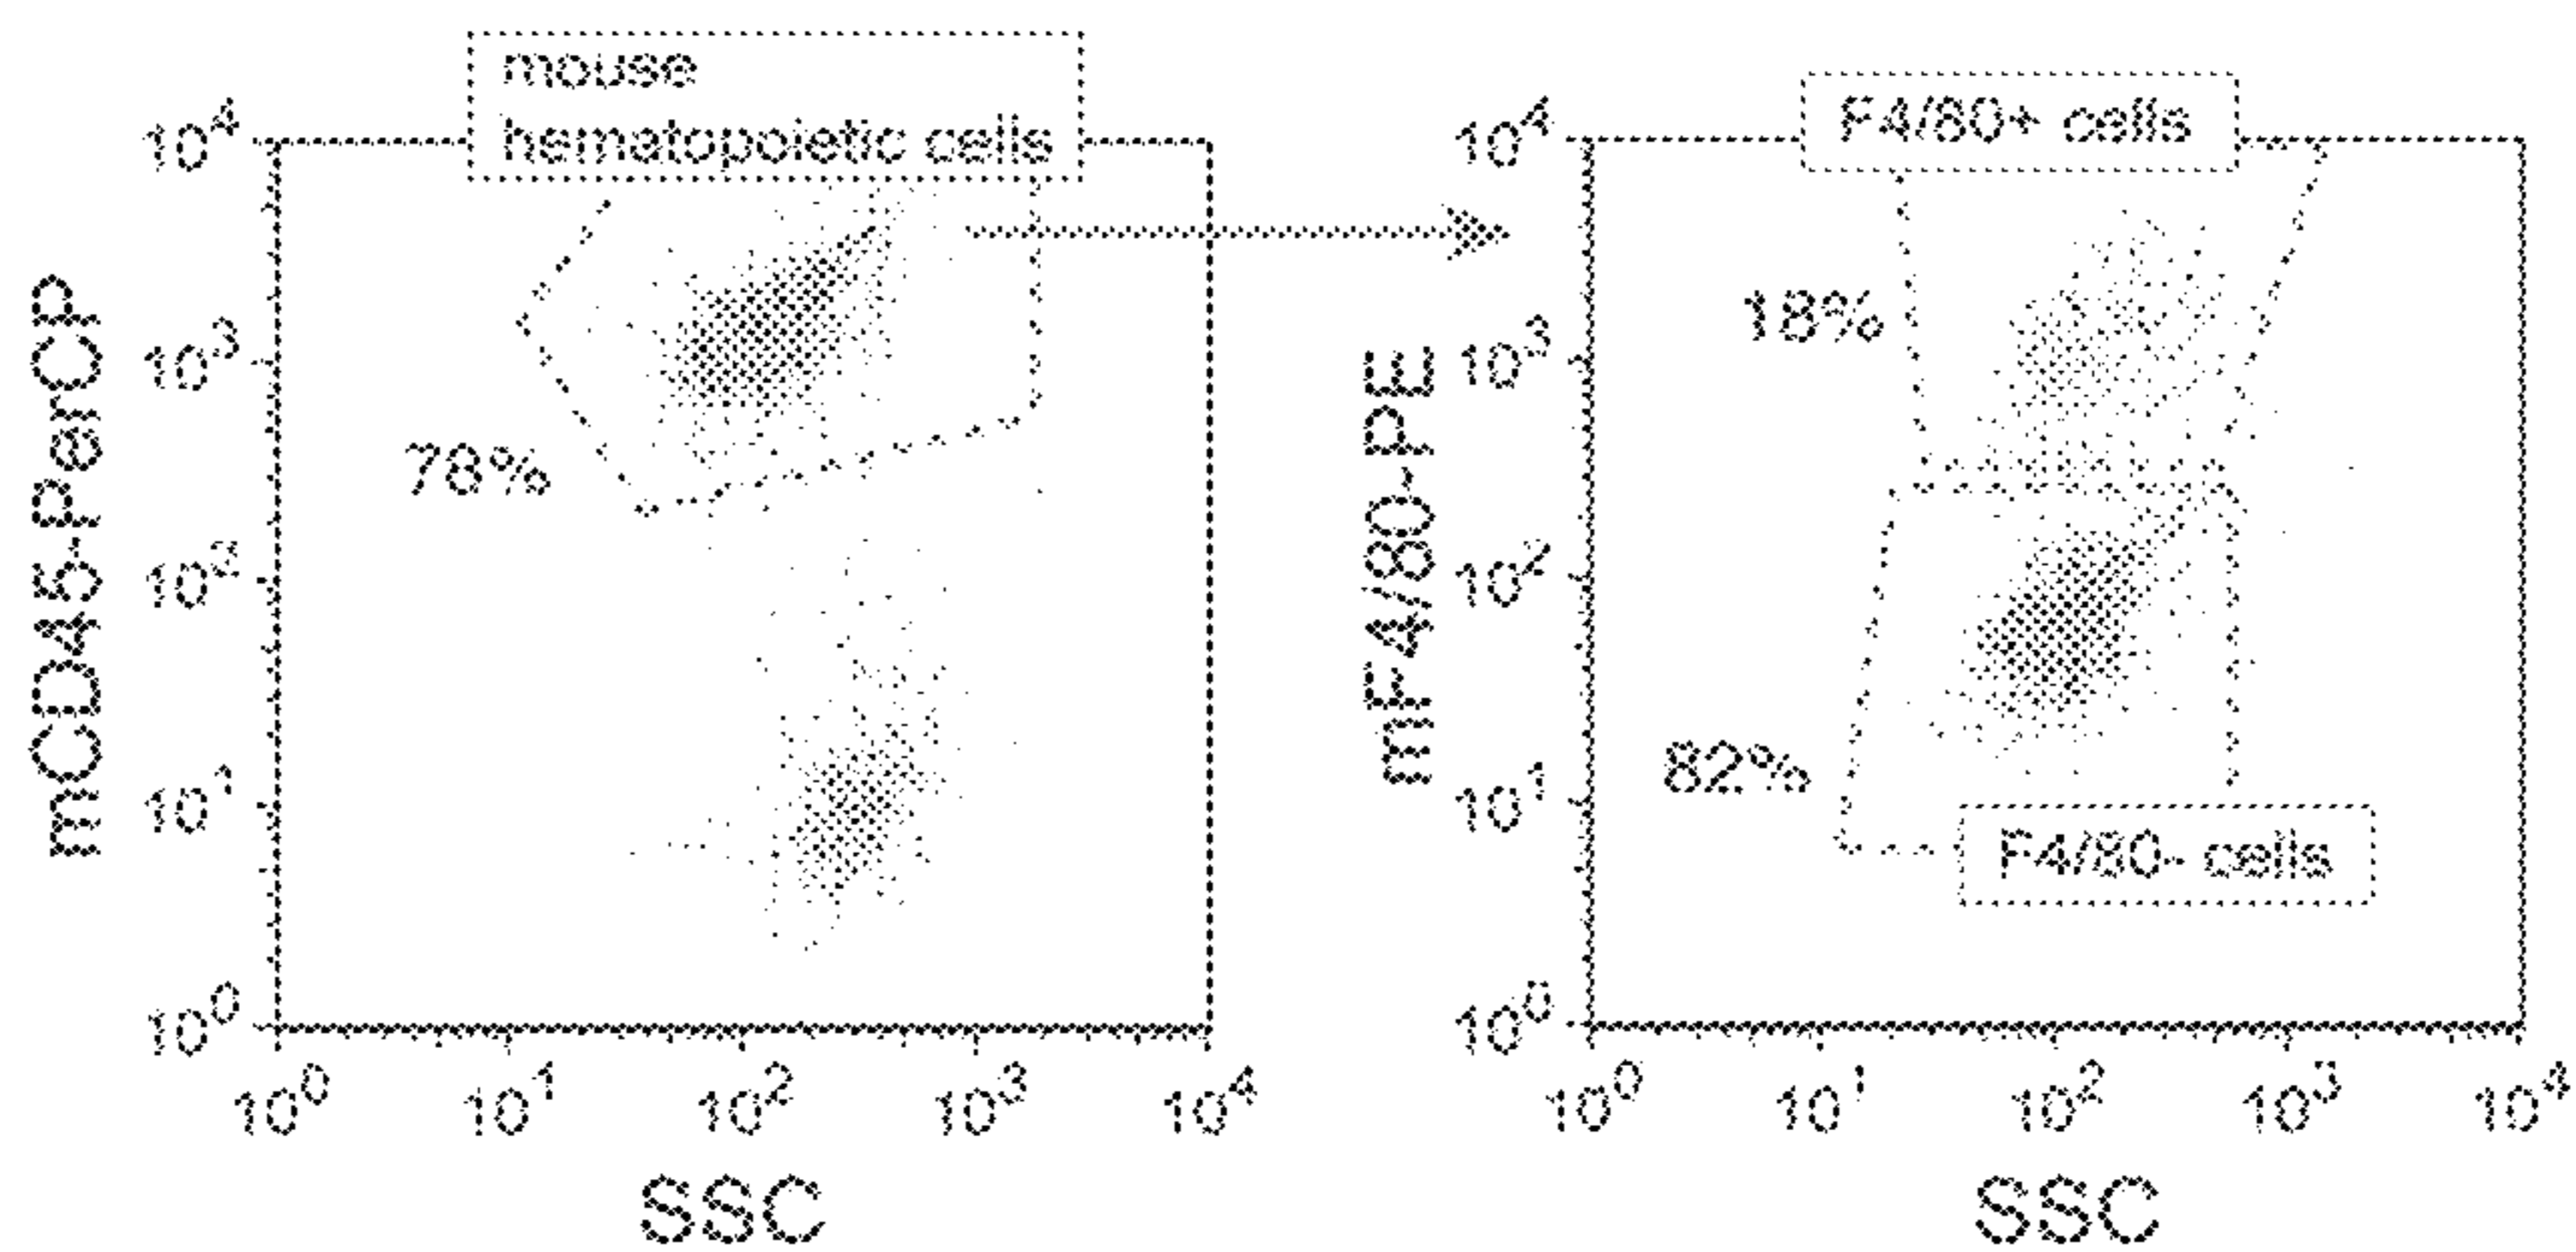 mouse
hematopoietic cells
10^4
10^3
10^3
10^1
10^0
mCD45-PerCP
78%
10^0 10^1 10^2 10^3 10^4
SSC
F4/80+ cells
10^4
10^3
10^2
10^1
10^0
mF4/80-PE
18%
82%
F4/80- cells
10^0 10^1 10^2 10^3 10^4
SSC